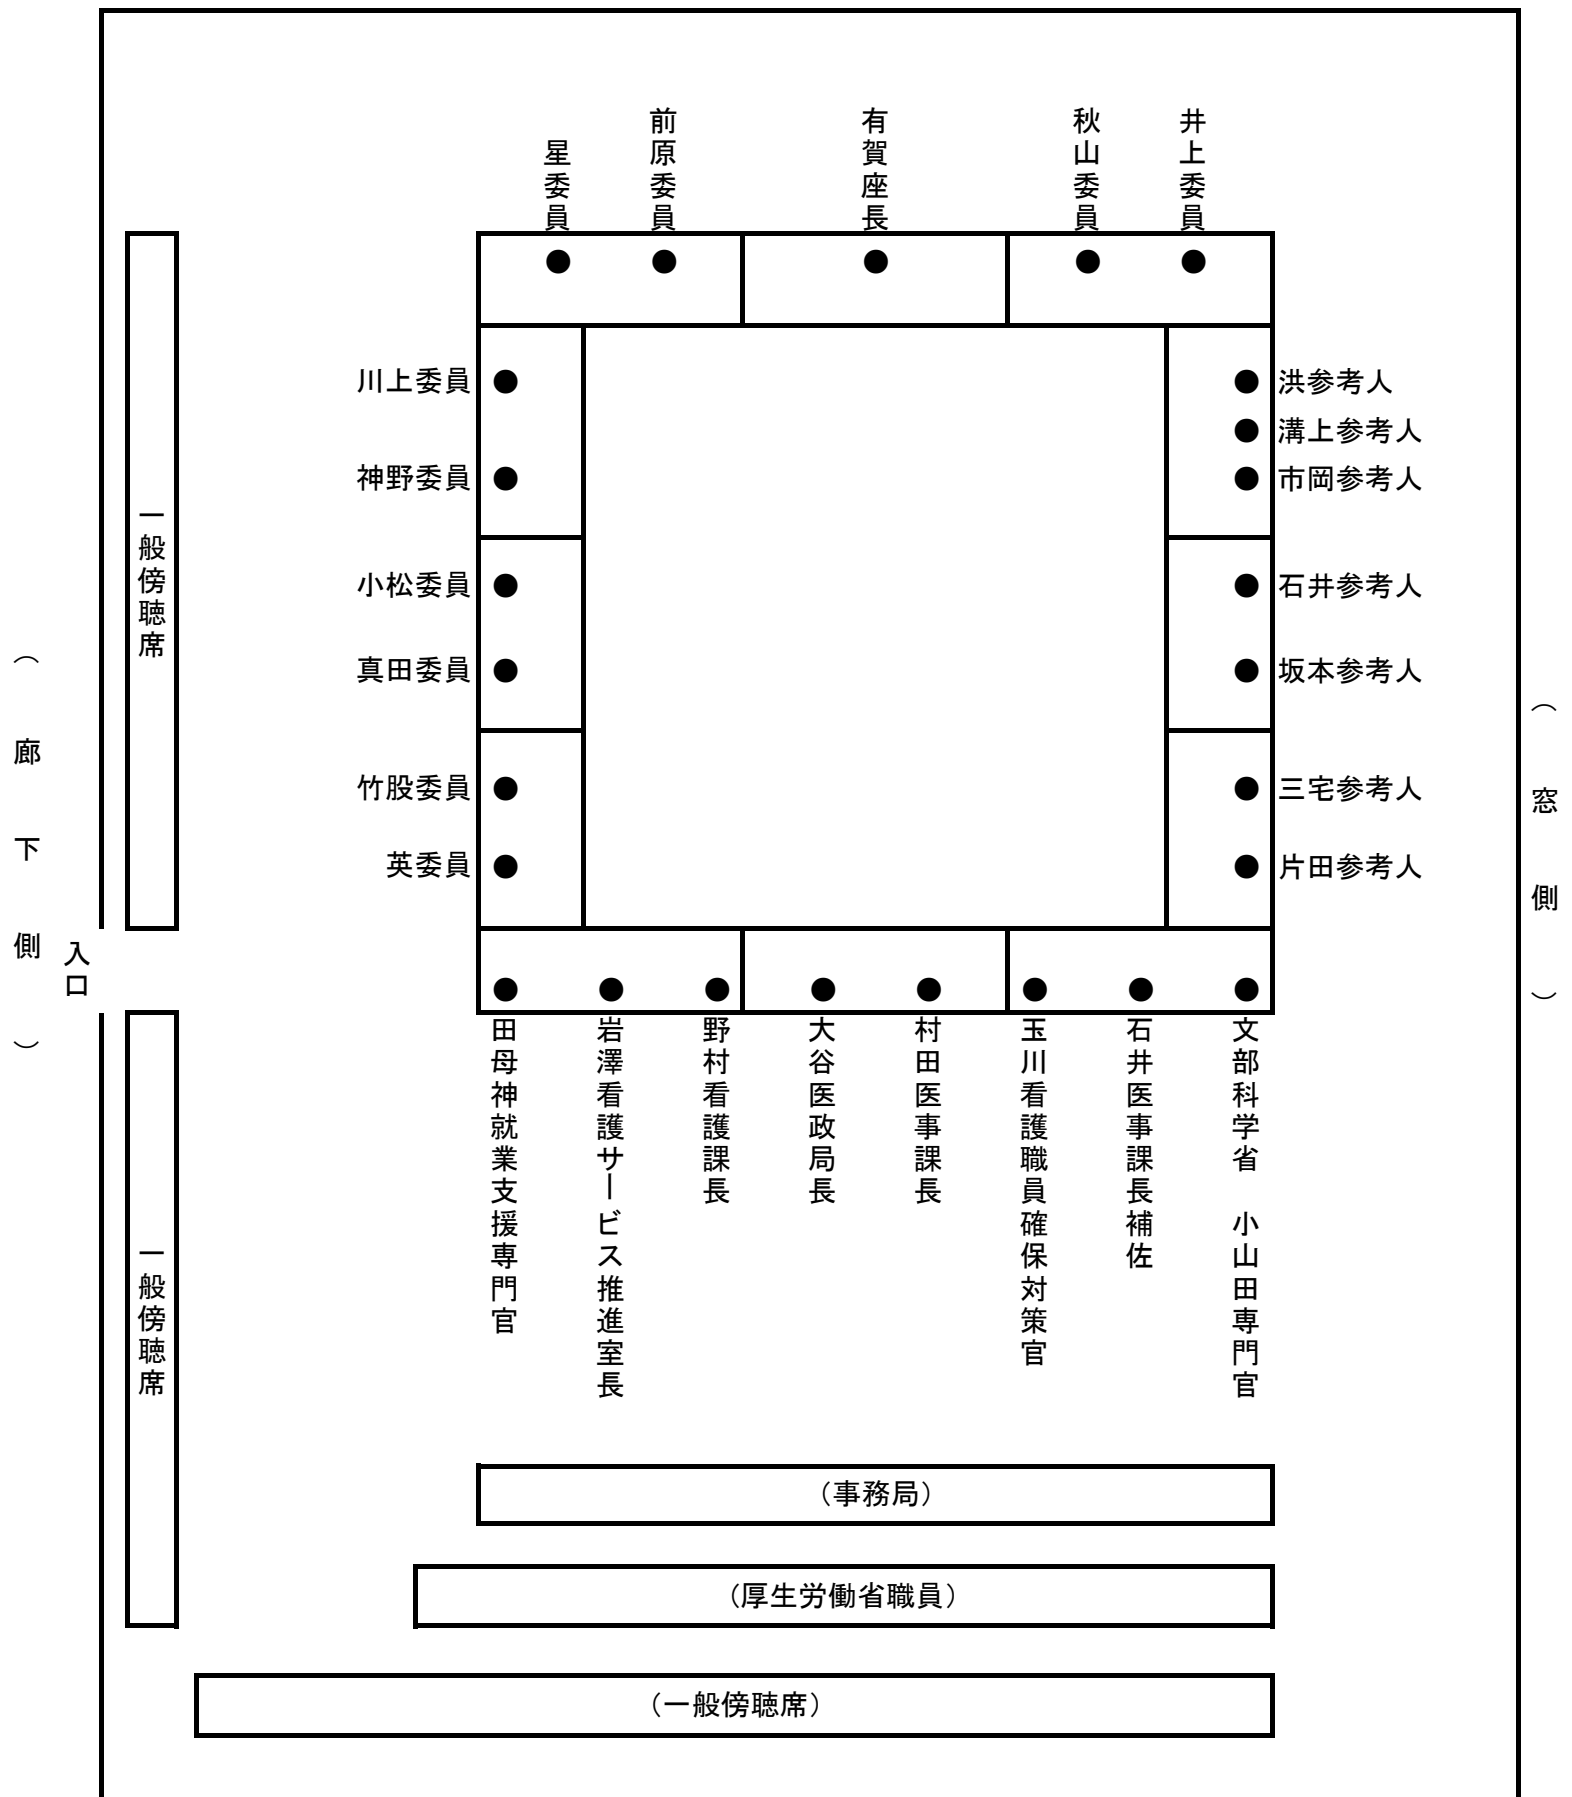 星委員
前原委員
有賀座長
秋山委員
井上委員
川上委員
神野委員
小松委員
真田委員
竹股委員
英委員
洪参考人
溝上参考人
市岡参考人
石井参考人
坂本参考人
三宅参考人
片田参考人
一般傍聴席
（廊下側）
入口
（窓側）
田母神就業支援専門官
岩澤看護サービス推進室長
野村看護課長
大谷医政局長
村田医事課長
玉川看護職員確保対策官
石井医事課長補佐
文部科学省　小山田専門官
一般傍聴席
（事務局）
（厚生労働省職員）
（一般傍聴席）